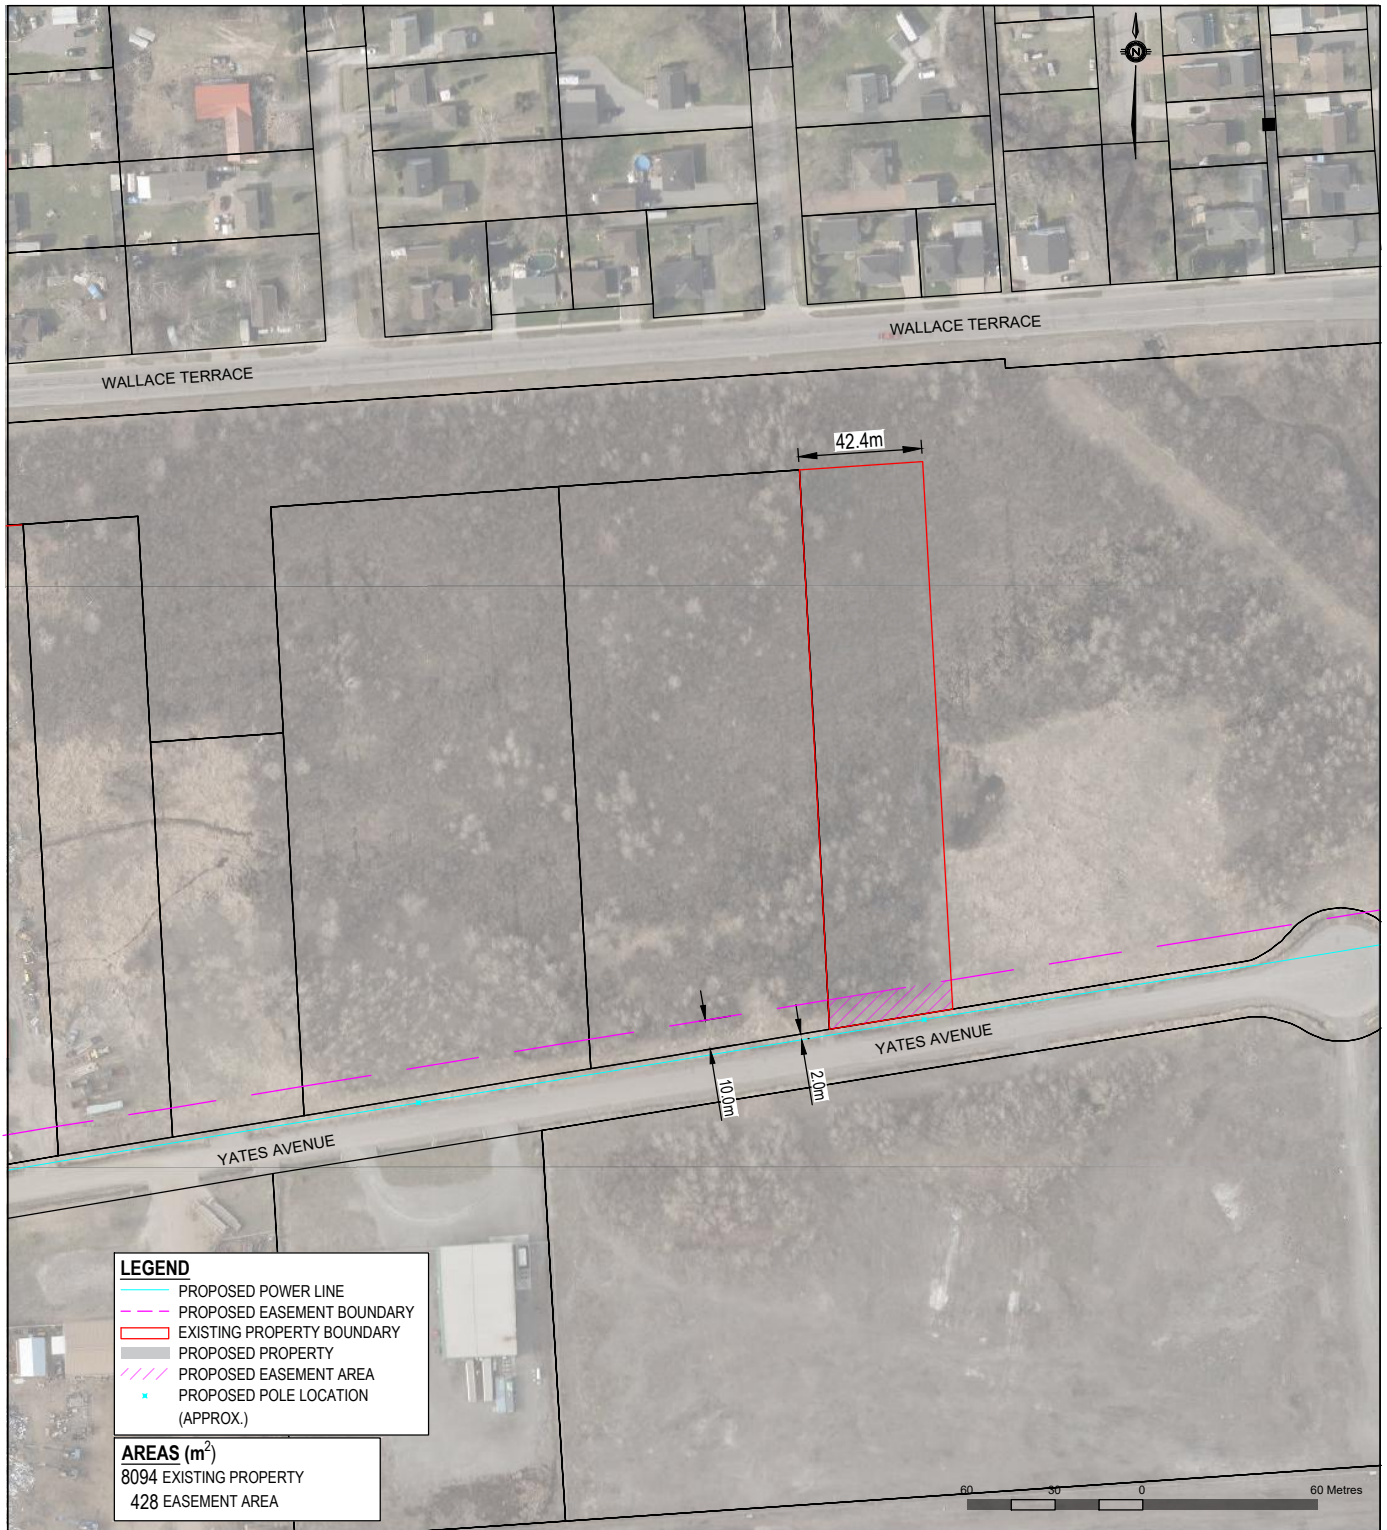 N
WALLACE TERRACE
WALLACE TERRACE
42.4m
YATES AVENUE
10.0m
2.0m
YATES AVENUE
LEGEND
PROPOSED POWER LINE
PROPOSED EASEMENT BOUNDARY
EXISTING PROPERTY BOUNDARY
PROPOSED PROPERTY
PROPOSED EASEMENT AREA
PROPOSED POLE LOCATION
(APPROX.)
AREAS (m²)
8094 EXISTING PROPERTY
428 EASEMENT AREA
60 30 0 60 Metres